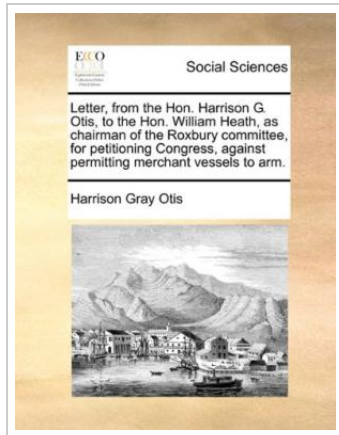 ECCO
Social Sciences
Letter, from the Hon. Harrison G.
Otis, to the Hon. William Heath, as
chairman of the Roxbury committee,
for petitioning Congress, against
permitting merchant vessels to arm.
Harrison Gray Otis